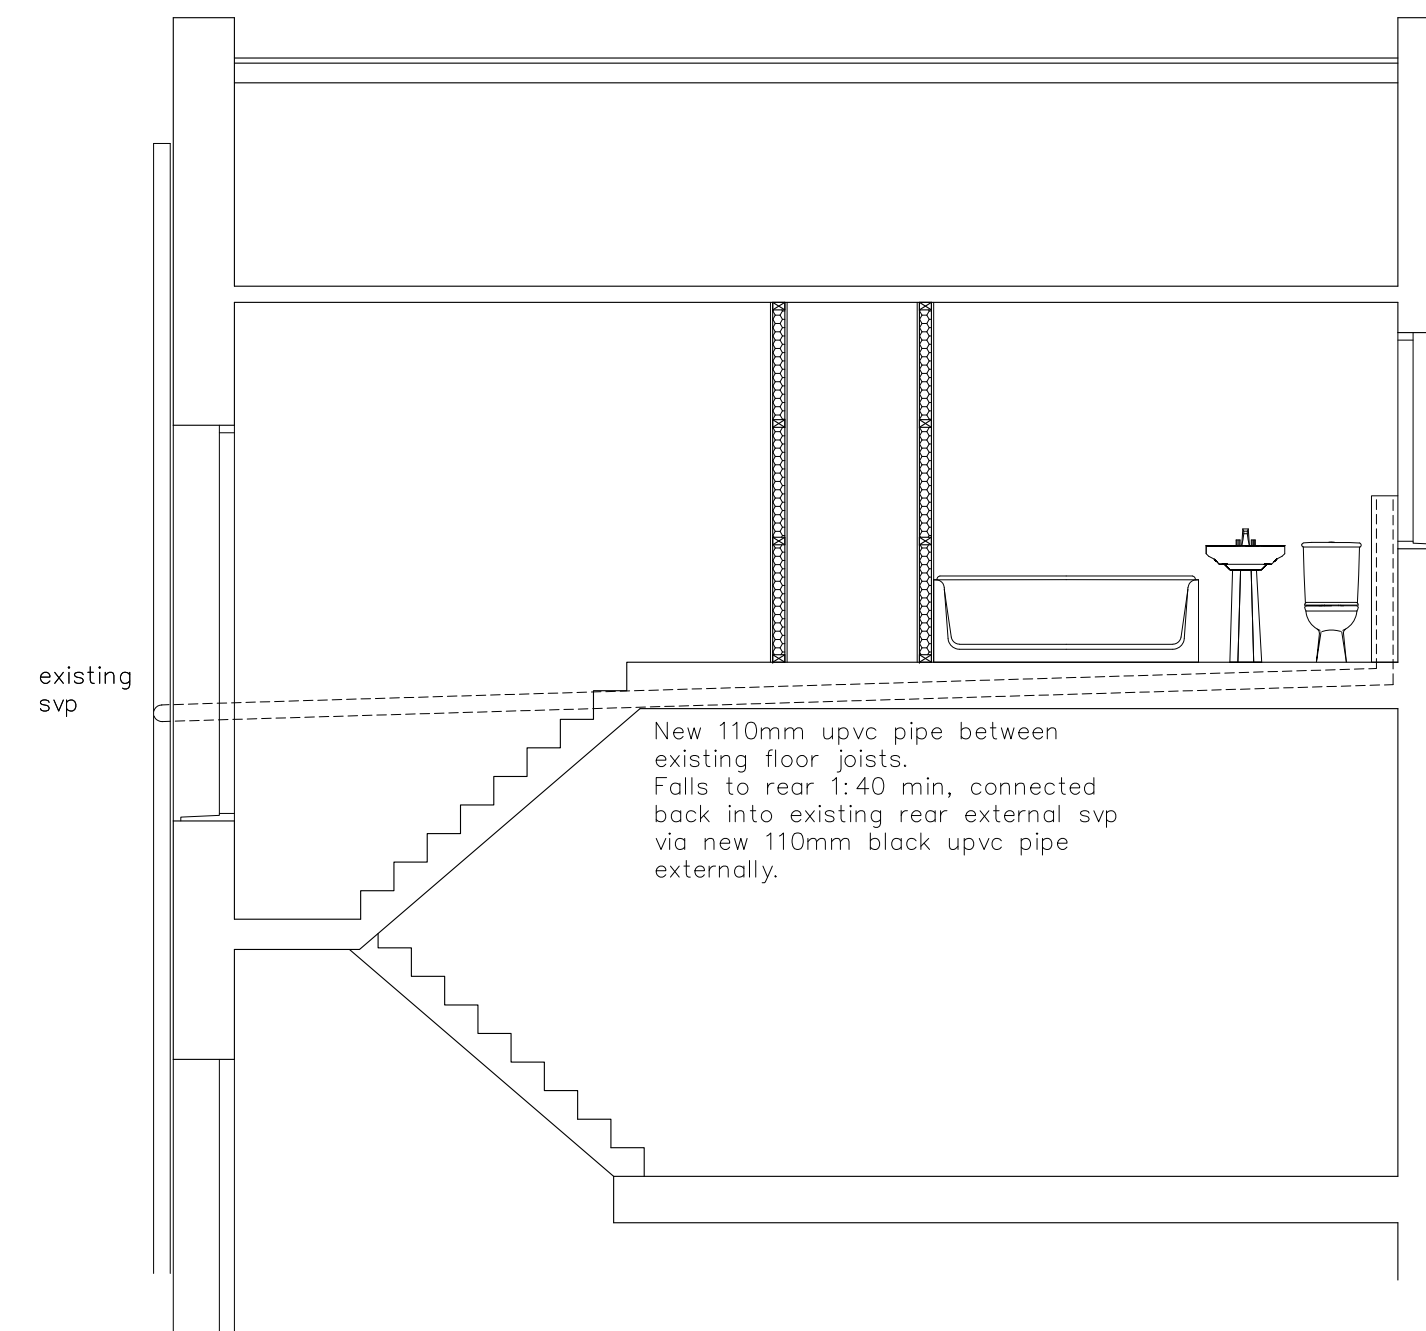 existing
svp
New 110mm upvc pipe between
existing floor joists.
Falls to rear 1:40 min, connected
back into existing rear external svp
via new 110mm black upvc pipe
externally.